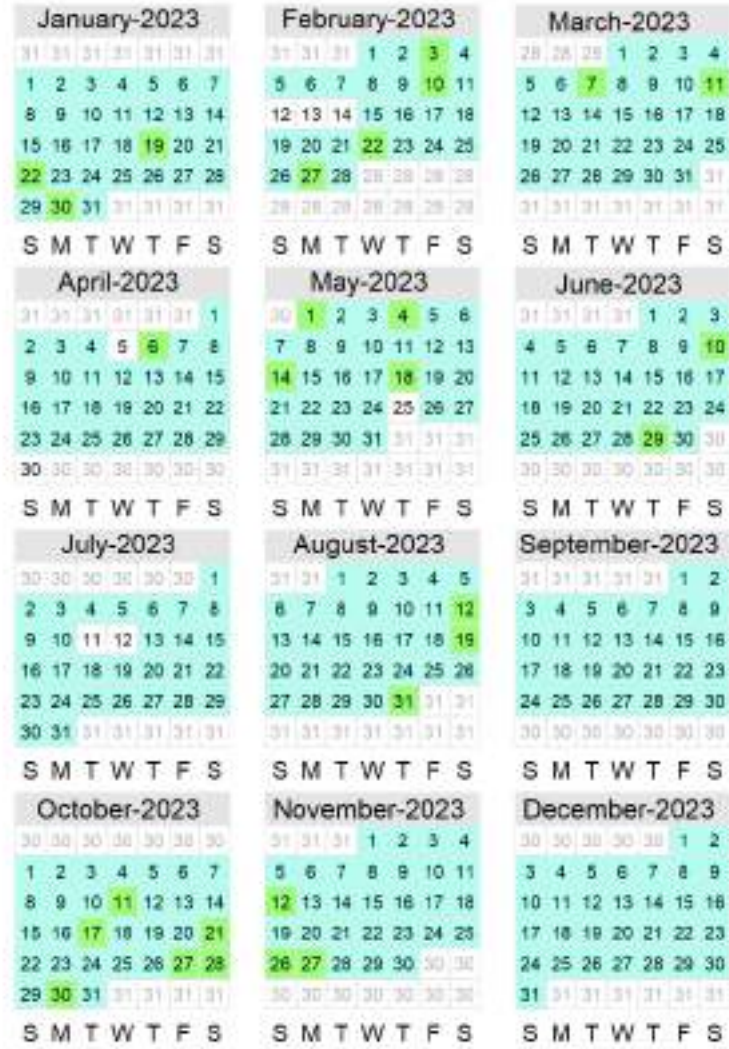 January-2023
31 31 31 31 31 31 31
1 2 3 4 5 6 7
8 9 10 11 12 13 14
15 16 17 18 19 20 21
22 23 24 25 26 27 28
29 30 31 31 31 31 31
S M T W T F S
February-2023
31 31 31 1 2 3 4
5 6 7 8 9 10 11
12 13 14 15 16 17 18
19 20 21 22 23 24 25
26 27 28 28 28 28 28
28 28 28 28 28 28 28
S M T W T F S
March-2023
28 28 28 1 2 3 4
5 6 7 8 9 10 11
12 13 14 15 16 17 18
19 20 21 22 23 24 25
26 27 28 29 30 31 31
31 31 31 31 31 31 31
S M T W T F S
April-2023
31 31 31 31 31 31 1
2 3 4 5 6 7 8
9 10 11 12 13 14 15
16 17 18 19 20 21 22
23 24 25 26 27 28 29
30 30 30 30 30 30 30
S M T W T F S
May-2023
30 1 2 3 4 5 6
7 8 9 10 11 12 13
14 15 16 17 18 19 20
21 22 23 24 25 26 27
28 29 30 31 31 31 31
31 31 31 31 31 31 31
S M T W T F S
June-2023
31 31 31 31 1 2 3
4 5 6 7 8 9 10
11 12 13 14 15 16 17
18 19 20 21 22 23 24
25 26 27 28 29 30 30
30 30 30 30 30 30 30
S M T W T F S
July-2023
30 30 30 30 30 30 1
2 3 4 5 6 7 8
9 10 11 12 13 14 15
16 17 18 19 20 21 22
23 24 25 26 27 28 29
30 31 31 31 31 31 31
S M T W T F S
August-2023
31 31 1 2 3 4 5
6 7 8 9 10 11 12
13 14 15 16 17 18 19
20 21 22 23 24 25 26
27 28 29 30 31 31 31
31 31 31 31 31 31 31
S M T W T F S
September-2023
31 31 31 31 31 1 2
3 4 5 6 7 8 9
10 11 12 13 14 15 16
17 18 19 20 21 22 23
24 25 26 27 28 29 30
30 30 30 30 30 30 30
S M T W T F S
October-2023
30 30 30 30 30 30 30
1 2 3 4 5 6 7
8 9 10 11 12 13 14
15 16 17 18 19 20 21
22 23 24 25 26 27 28
29 30 31 31 31 31 31
S M T W T F S
November-2023
31 31 31 1 2 3 4
5 6 7 8 9 10 11
12 13 14 15 16 17 18
19 20 21 22 23 24 25
26 27 28 29 30 30 30
30 30 30 30 30 30 30
S M T W T F S
December-2023
30 30 30 30 30 1 2
3 4 5 6 7 8 9
10 11 12 13 14 15 16
17 18 19 20 21 22 23
24 25 26 27 28 29 30
31 31 31 31 31 31 31
S M T W T F S